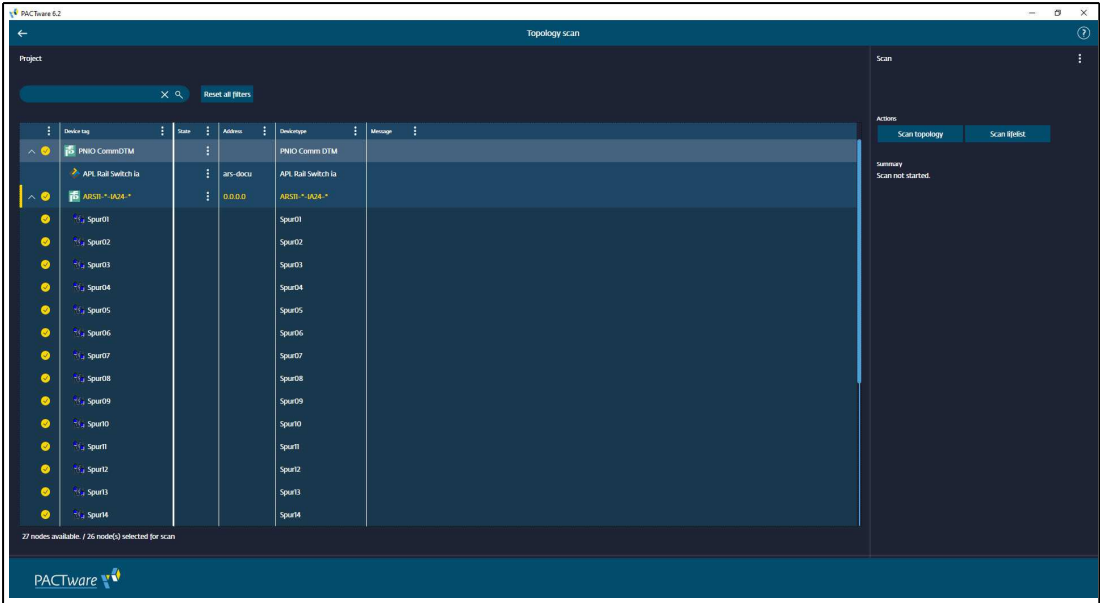 PACTware 6.2
Topology scan
Project
Scan
Reset all filters
Actions
Scan topology Scan lifelist
Summary
Scan not started.
Device tag State Address Devicetype Message
PNIO CommDTM PNIO Comm DTM
APL Rail Switch ia ars-docu APL Rail Switch ia
ARS11-*-IA24-* 0.0.0.0 ARS11-*-IA24-*
Spur01 Spur01
Spur02 Spur02
Spur03 Spur03
Spur04 Spur04
Spur05 Spur05
Spur06 Spur06
Spur07 Spur07
Spur08 Spur08
Spur09 Spur09
Spur10 Spur10
Spur11 Spur11
Spur12 Spur12
Spur13 Spur13
Spur14 Spur14
27 nodes available. / 26 node(s) selected for scan
PACTware